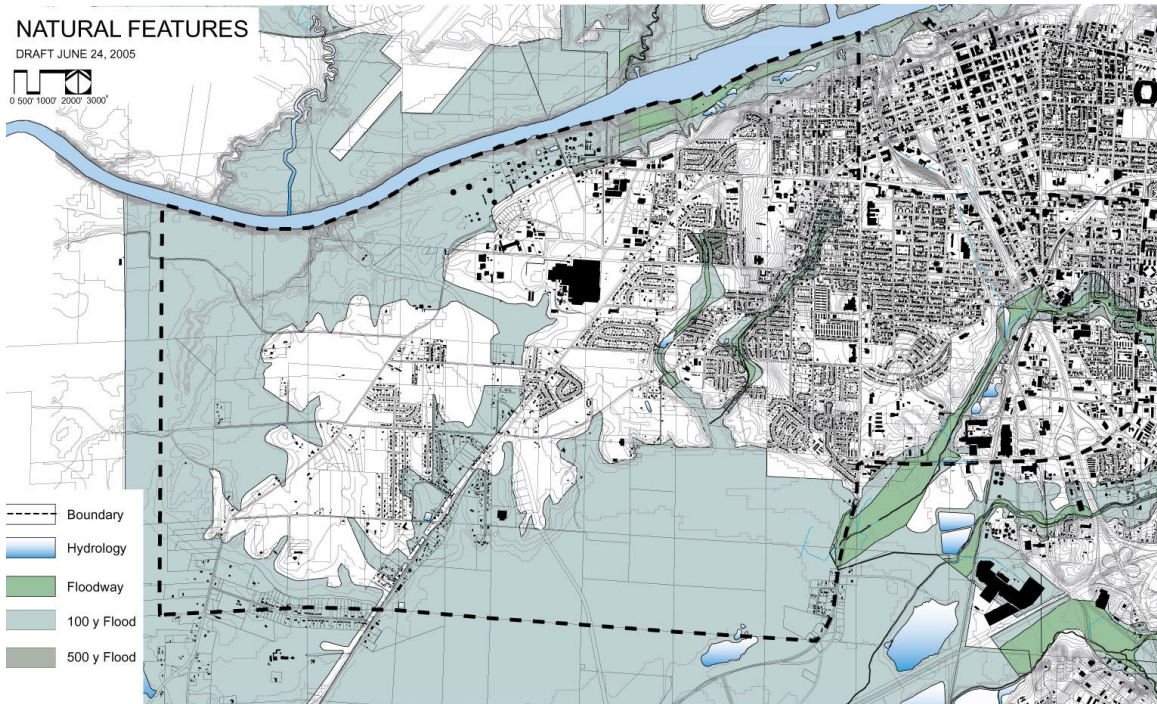 NATURAL FEATURES
DRAFT JUNE 24, 2005
0 500' 1000' 2000' 3000'
Boundary
Hydrology
Floodway
100 y Flood
500 y Flood